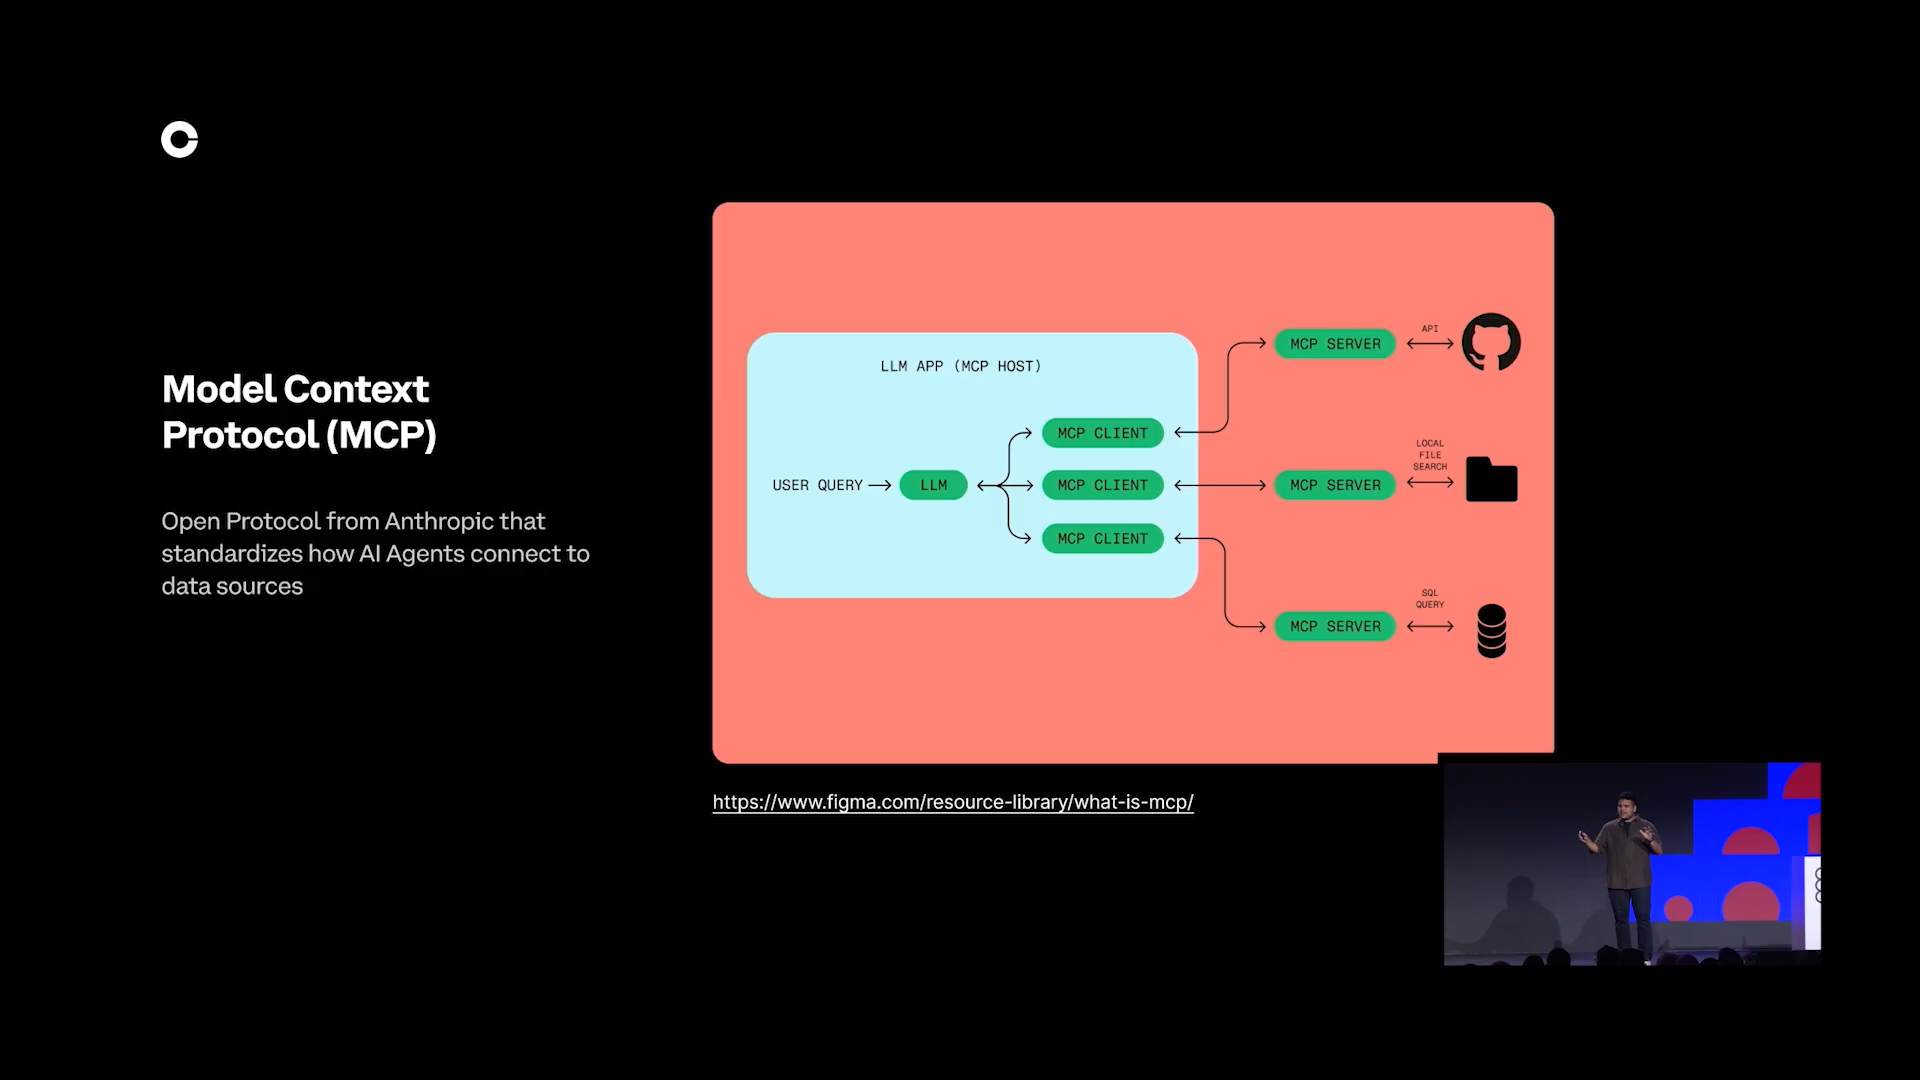 Model Context
Protocol (MCP)
Open Protocol from Anthropic that
standardizes how AI Agents connect to
data sources
LLM APP (MCP HOST)
USER QUERY
LLM
MCP CLIENT
MCP CLIENT
MCP CLIENT
MCP SERVER
API
MCP SERVER
LOCAL
FILE
SEARCH
MCP SERVER
SQL
QUERY
https://www.figma.com/resource-library/what-is-mcp/